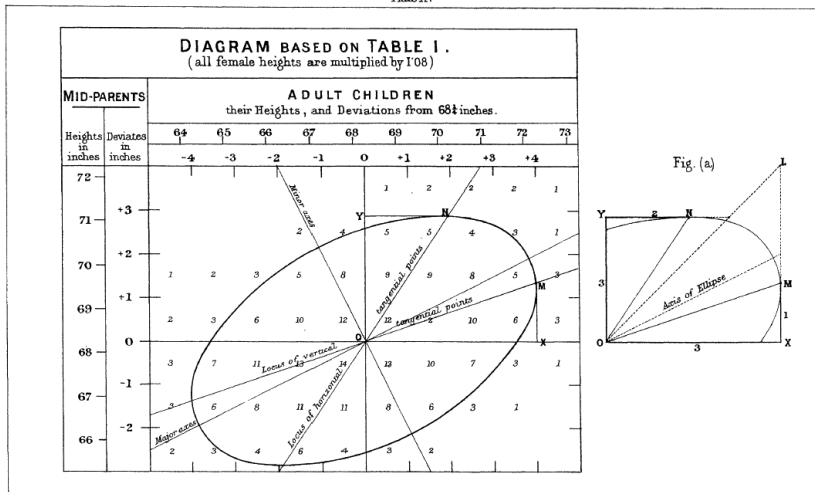 DIAGRAM BASED ON TABLE I.
(all female heights are multiplied by 1'08)
MID-PARENTS
ADULT CHILDREN
their Heights, and Deviations from 68¼ inches.
Heights in inches
Deviates in inches
64 65 66 67 68 69 70 71 72 73
-4 -3 -2 -1 0 +1 +2 +3 +4
72
1 2 2 2 1
Minor axes
Y N
71 +3
2 4 5 5 4 3 1
+2
tangential points
70
1 2 3 5 8 9 9 8 5 3
M
+1
tangential points
69
2 3 6 10 12 12 10 6 3
0 O X
68
Locus of vertical
3 7 11 13 14 13 10 7 3 1
-1
Locus of horizontal
67
3 6 8 11 11 8 6 3 1
-2
Major axes
66
2 3 4 6 4 3 2
Fig. (a)
L
Y 2 N
3
Axis of Ellipse
M
1
O 3 X